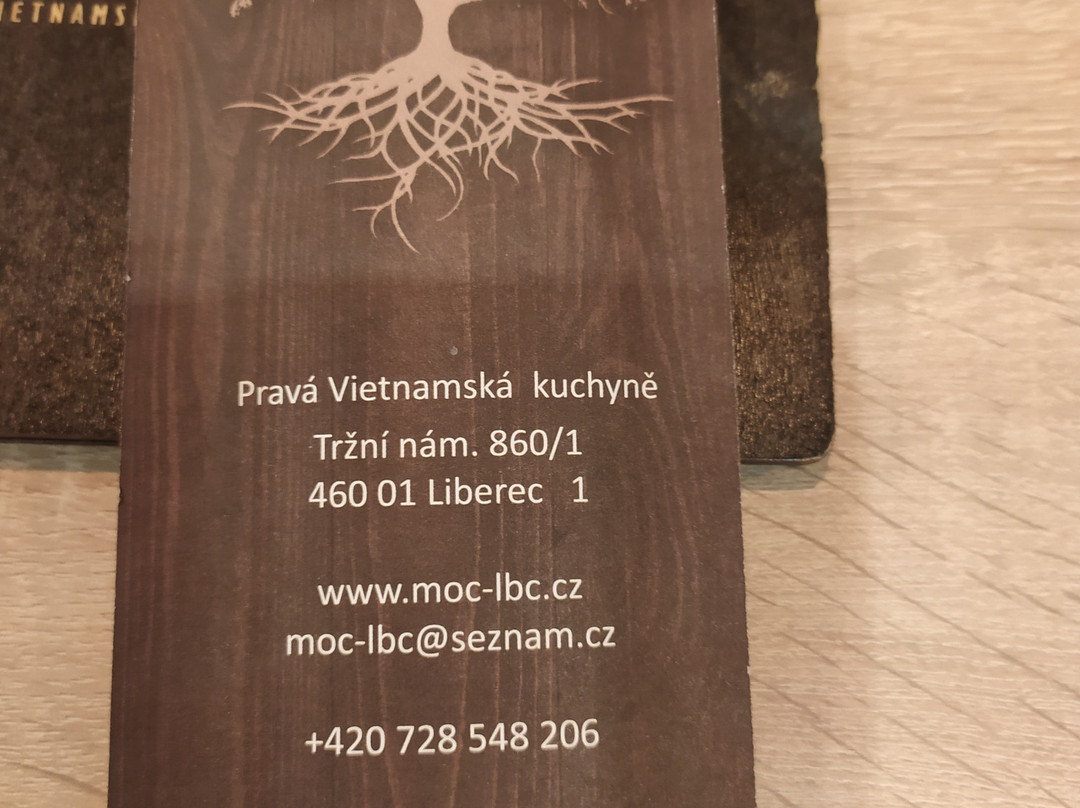 Pravá Vietnamská kuchyně
Tržní nám. 860/1
460 01 Liberec 1
www.moc-lbc.cz
moc-lbc@seznam.cz
+420 728 548 206